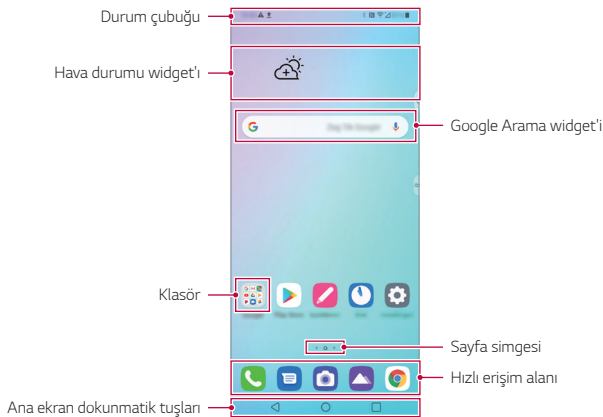 Durum çubuğu
Hava durumu widget'ı
Google Arama widget'i
Klasör
Sayfa simgesi
Hızlı erişim alanı
Ana ekran dokunmatik tuşları